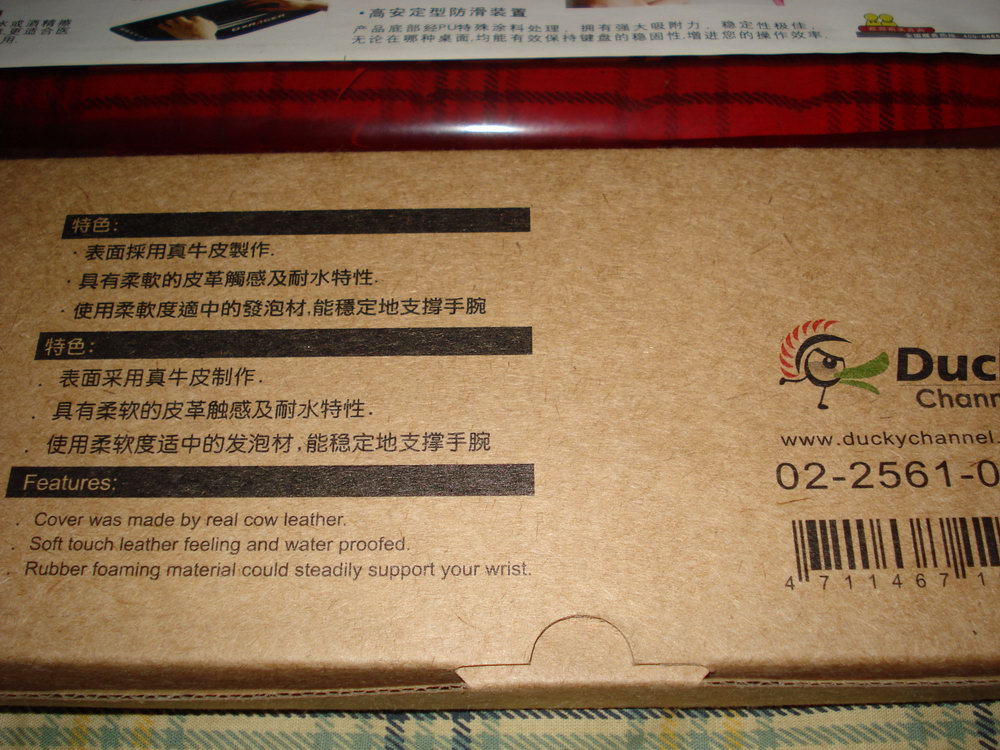 ·高安定型防滑装置
产品底部经PU特殊涂料处理 拥有强大吸附力 稳定性极佳。
无论在哪种桌面,均能有效保持键盘的稳固性.增进您的操作效率.
特色:
·表面採用真牛皮製作.
·具有柔軟的皮革觸感及耐水特性.
·使用柔軟度適中的發泡材,能穩定地支撐手腕
特色:
. 表面采用真牛皮制作.
. 具有柔软的皮革触感及耐水特性.
. 使用柔软度适中的发泡材,能稳定地支撑手腕
Features:
. Cover was made by real cow leather.
. Soft touch leather feeling and water proofed.
. Rubber foaming material could steadily support your wrist.
Duc
Chann
www.duckychannel.
02-2561-0
4 711467 1